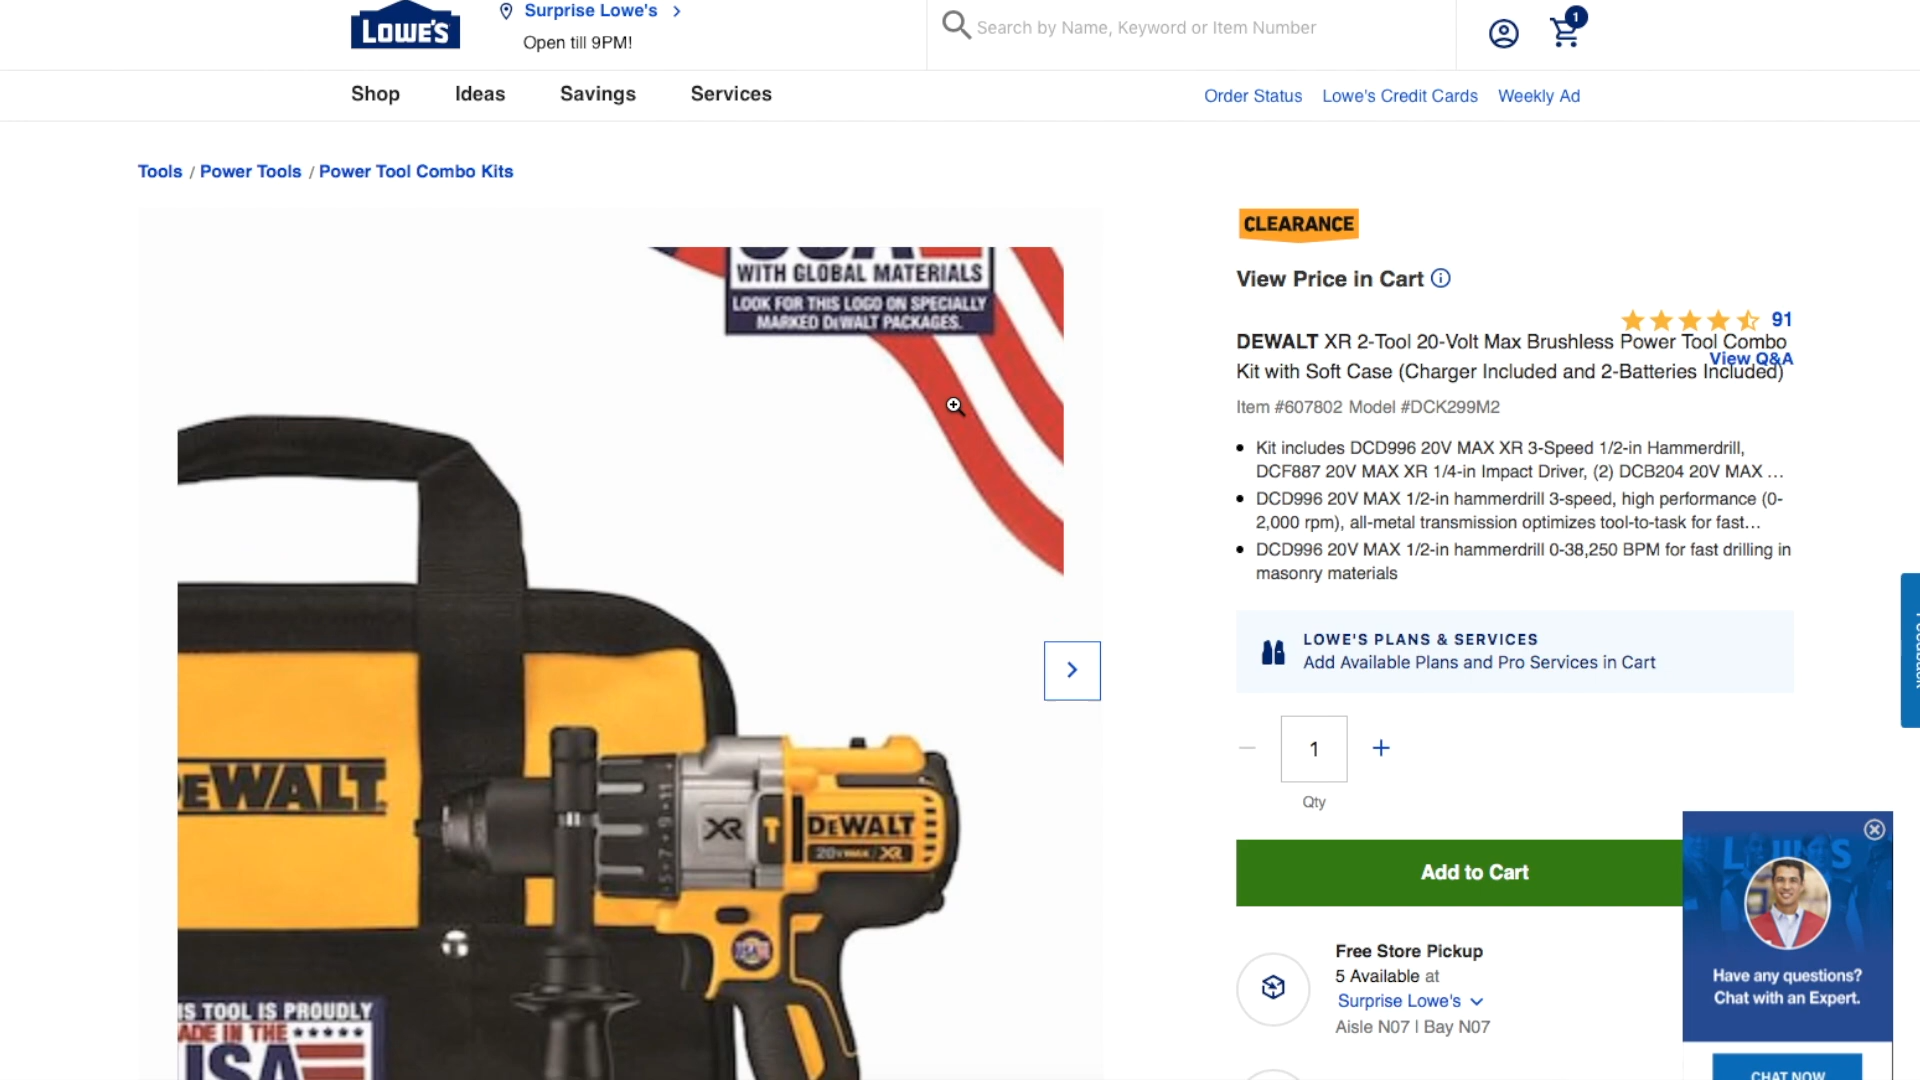 LOWE'S
Surprise Lowe's
Open till 9PM!
Search by Name, Keyword or Item Number
1
Shop
Ideas
Savings
Services
Order Status
Lowe's Credit Cards
Weekly Ad
Tools / Power Tools / Power Tool Combo Kits
WITH GLOBAL MATERIALS
LOOK FOR THIS LOGO ON SPECIALLY
MARKED DEWALT PACKAGES.
DEWALT
XR
DEWALT
20V MAX XR
5 • 7 • 9 • 11
IS TOOL IS PROUDLY
ADE IN THE
USA
CLEARANCE
View Price in Cart
91
DEWALT XR 2-Tool 20-Volt Max Brushless Power Tool Combo
View Q&A
Kit with Soft Case (Charger Included and 2-Batteries Included)
Item #607802 Model #DCK299M2
Kit includes DCD996 20V MAX XR 3-Speed 1/2-in Hammerdrill,
DCF887 20V MAX XR 1/4-in Impact Driver, (2) DCB204 20V MAX ...
DCD996 20V MAX 1/2-in hammerdrill 3-speed, high performance (0-
2,000 rpm), all-metal transmission optimizes tool-to-task for fast...
DCD996 20V MAX 1/2-in hammerdrill 0-38,250 BPM for fast drilling in
masonry materials
LOWE'S PLANS & SERVICES
Add Available Plans and Pro Services in Cart
1
Qty
Add to Cart
Free Store Pickup
5 Available at
Surprise Lowe's
Aisle N07 | Bay N07
Have any questions?
Chat with an Expert.
CHAT NOW